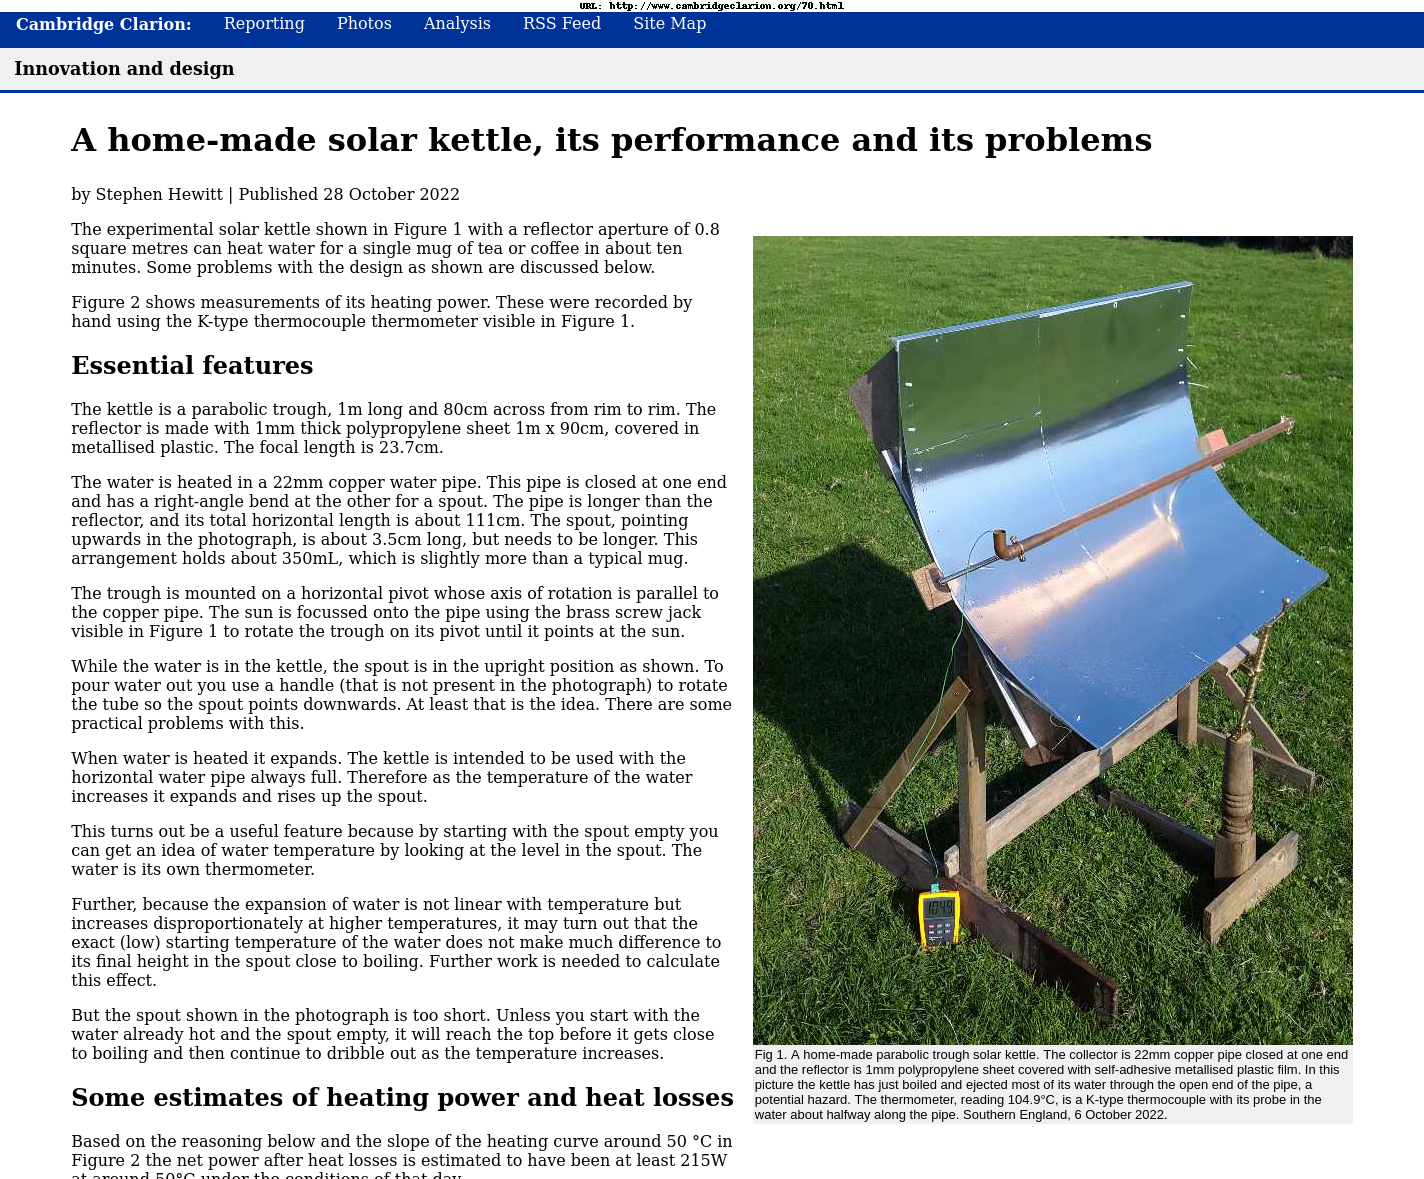 URL: http://www.cambridgeclarion.org/70.html
Cambridge Clarion: Reporting Photos Analysis RSS Feed Site Map
Innovation and design
A home-made solar kettle, its performance and its problems
by Stephen Hewitt | Published 28 October 2022
The experimental solar kettle shown in Figure 1 with a reflector aperture of 0.8
square metres can heat water for a single mug of tea or coffee in about ten
minutes. Some problems with the design as shown are discussed below.
Figure 2 shows measurements of its heating power. These were recorded by
hand using the K-type thermocouple thermometer visible in Figure 1.
Essential features
The kettle is a parabolic trough, 1m long and 80cm across from rim to rim. The
reflector is made with 1mm thick polypropylene sheet 1m x 90cm, covered in
metallised plastic. The focal length is 23.7cm.
The water is heated in a 22mm copper water pipe. This pipe is closed at one end
and has a right-angle bend at the other for a spout. The pipe is longer than the
reflector, and its total horizontal length is about 111cm. The spout, pointing
upwards in the photograph, is about 3.5cm long, but needs to be longer. This
arrangement holds about 350mL, which is slightly more than a typical mug.
The trough is mounted on a horizontal pivot whose axis of rotation is parallel to
the copper pipe. The sun is focussed onto the pipe using the brass screw jack
visible in Figure 1 to rotate the trough on its pivot until it points at the sun.
While the water is in the kettle, the spout is in the upright position as shown. To
pour water out you use a handle (that is not present in the photograph) to rotate
the tube so the spout points downwards. At least that is the idea. There are some
practical problems with this.
When water is heated it expands. The kettle is intended to be used with the
horizontal water pipe always full. Therefore as the temperature of the water
increases it expands and rises up the spout.
This turns out be a useful feature because by starting with the spout empty you
can get an idea of water temperature by looking at the level in the spout. The
water is its own thermometer.
Further, because the expansion of water is not linear with temperature but
increases disproportionately at higher temperatures, it may turn out that the
exact (low) starting temperature of the water does not make much difference to
its final height in the spout close to boiling. Further work is needed to calculate
this effect.
But the spout shown in the photograph is too short. Unless you start with the
water already hot and the spout empty, it will reach the top before it gets close
to boiling and then continue to dribble out as the temperature increases.
Some estimates of heating power and heat losses
Based on the reasoning below and the slope of the heating curve around 50 °C in
Figure 2 the net power after heat losses is estimated to have been at least 215W
at around 50°C under the conditions of that day.
104.9
Fig 1. A home-made parabolic trough solar kettle. The collector is 22mm copper pipe closed at one end
and the reflector is 1mm polypropylene sheet covered with self-adhesive metallised plastic film. In this
picture the kettle has just boiled and ejected most of its water through the open end of the pipe, a
potential hazard. The thermometer, reading 104.9°C, is a K-type thermocouple with its probe in the
water about halfway along the pipe. Southern England, 6 October 2022.